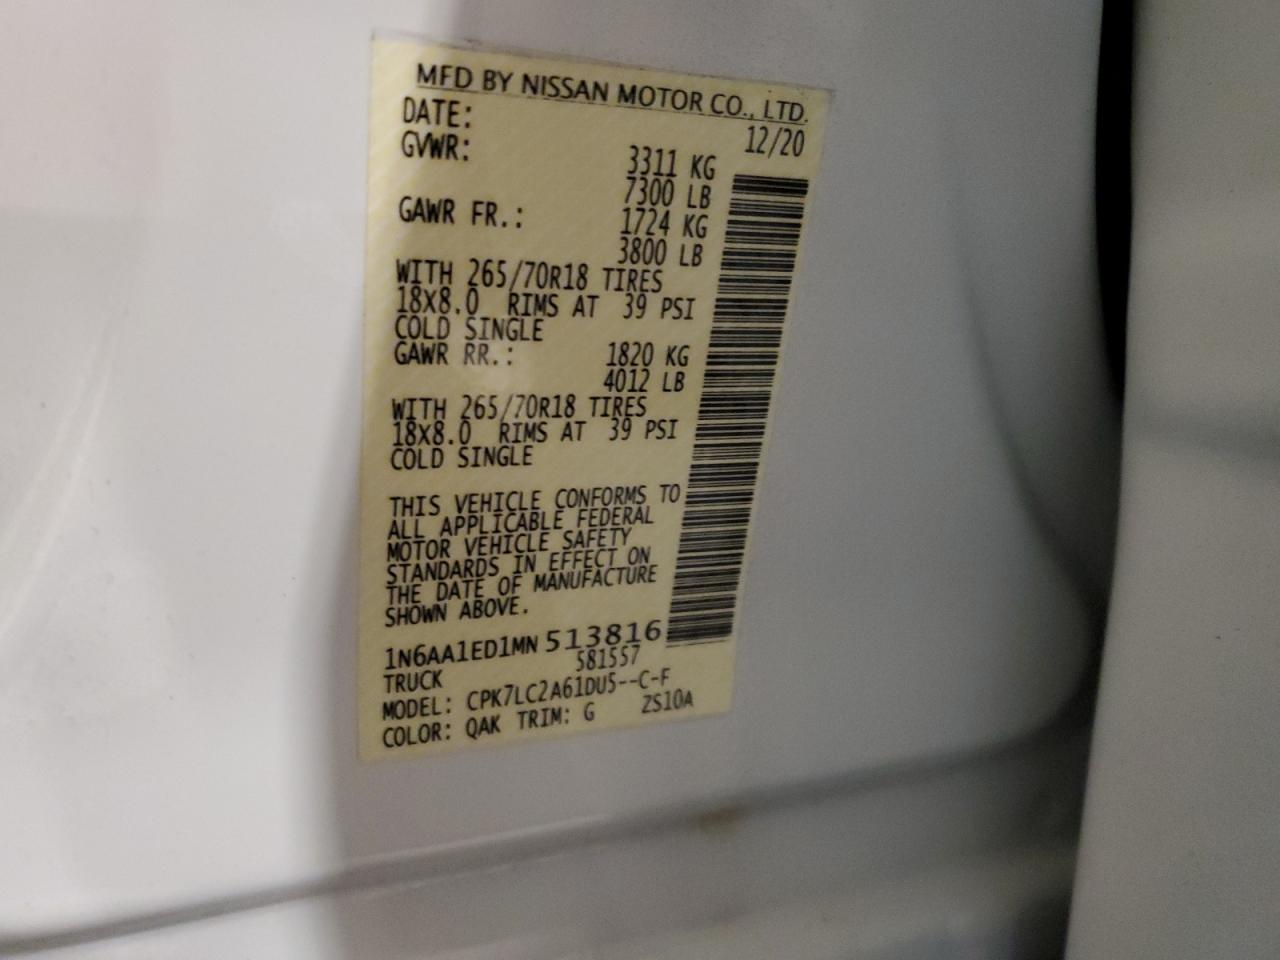 MFD BY NISSAN MOTOR CO., LTD.
DATE: 12/20
GVWR: 3311 KG
7300 LB
GAWR FR.: 1724 KG
3800 LB
WITH 265/70R18 TIRES
18X8.0 RIMS AT 39 PSI
COLD SINGLE
GAWR RR.: 1820 KG
4012 LB
WITH 265/70R18 TIRES
18X8.0 RIMS AT 39 PSI
COLD SINGLE
THIS VEHICLE CONFORMS TO
ALL APPLICABLE FEDERAL
MOTOR VEHICLE SAFETY
STANDARDS IN EFFECT ON
THE DATE OF MANUFACTURE
SHOWN ABOVE.
1N6AA1ED1MN513816
TRUCK 581557
MODEL: CPK7LC2A61DU5--C-F
COLOR: QAK TRIM: G ZS10A